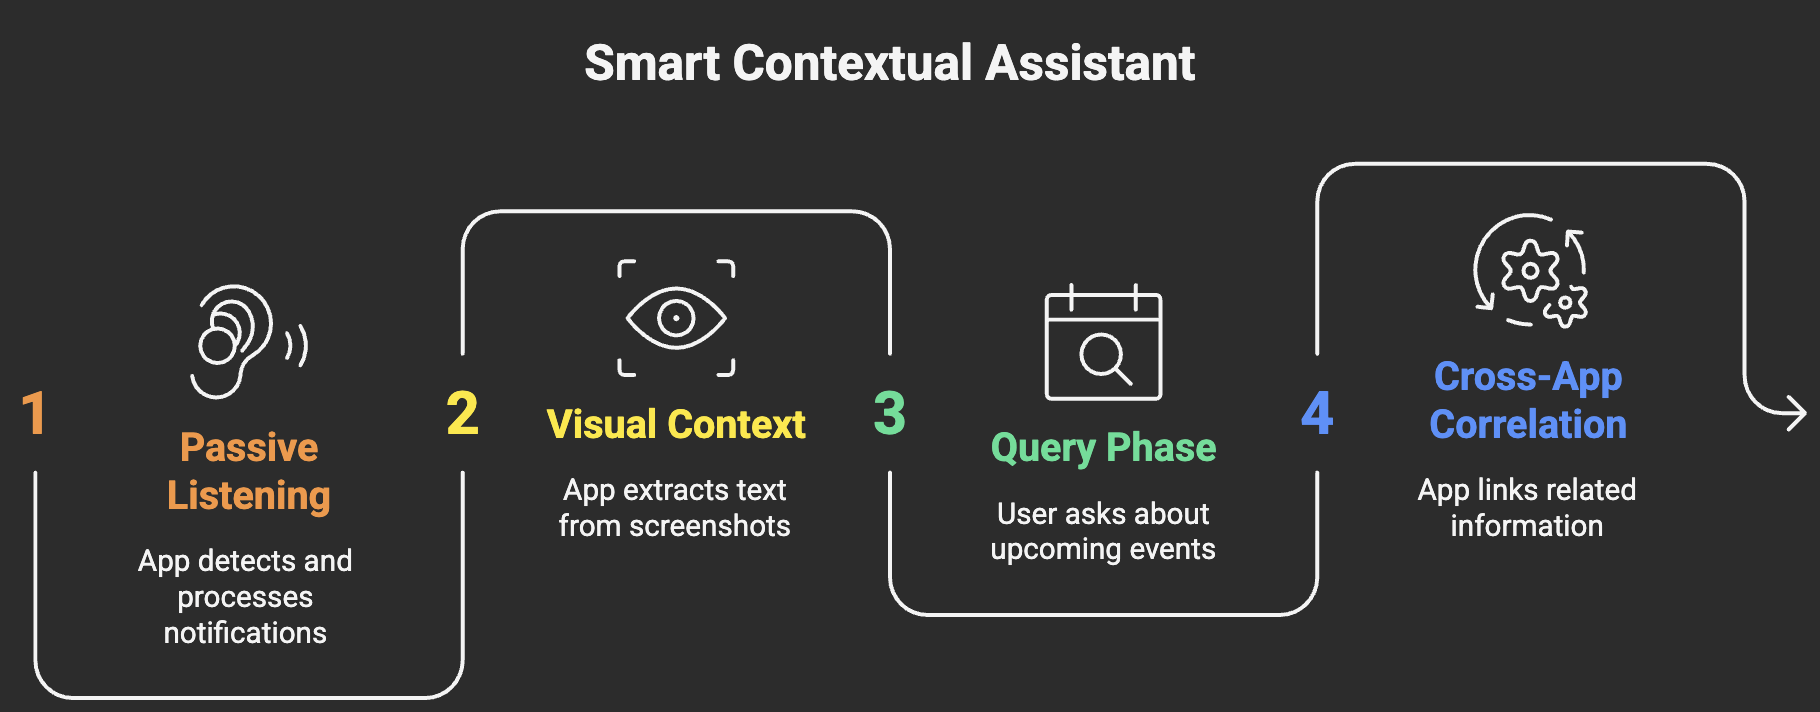 Smart Contextual Assistant
1
Passive
Listening
App detects and
processes
notifications
2
Visual Context
App extracts text
from screenshots
3
Query Phase
User asks about
upcoming events
4
Cross-App
Correlation
App links related
information